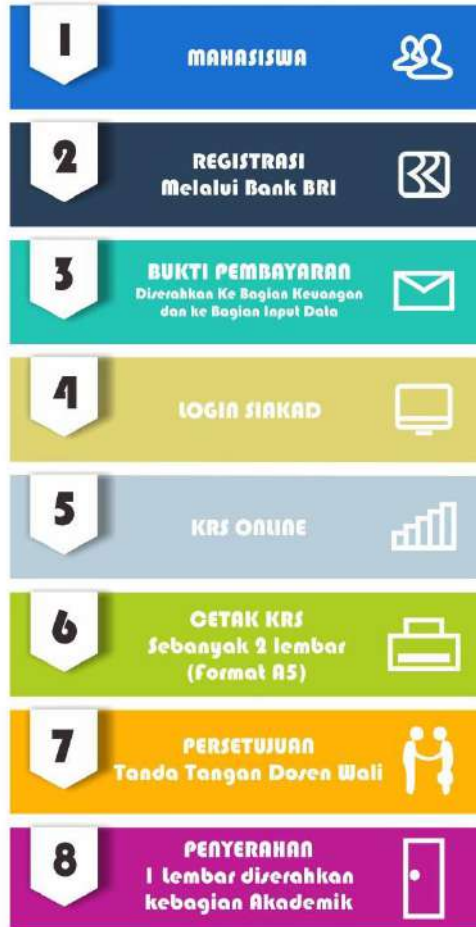 1
MAHASISWA
2
REGISTRASI
Melalui Bank BRI
3
BUKTI PEMBAYARAN
Diserahkan Ke Bagian Keuangan
dan ke Bagian Input Data
4
LOGIN SIAKAD
5
KRS ONLINE
6
CETAK KRS
Sebanyak 2 lembar
(Format A5)
7
PERSETUJUAN
Tanda Tangan Dosen Wali
8
PENYERAHAN
1 Lembar diserahkan
kebagian Akademik